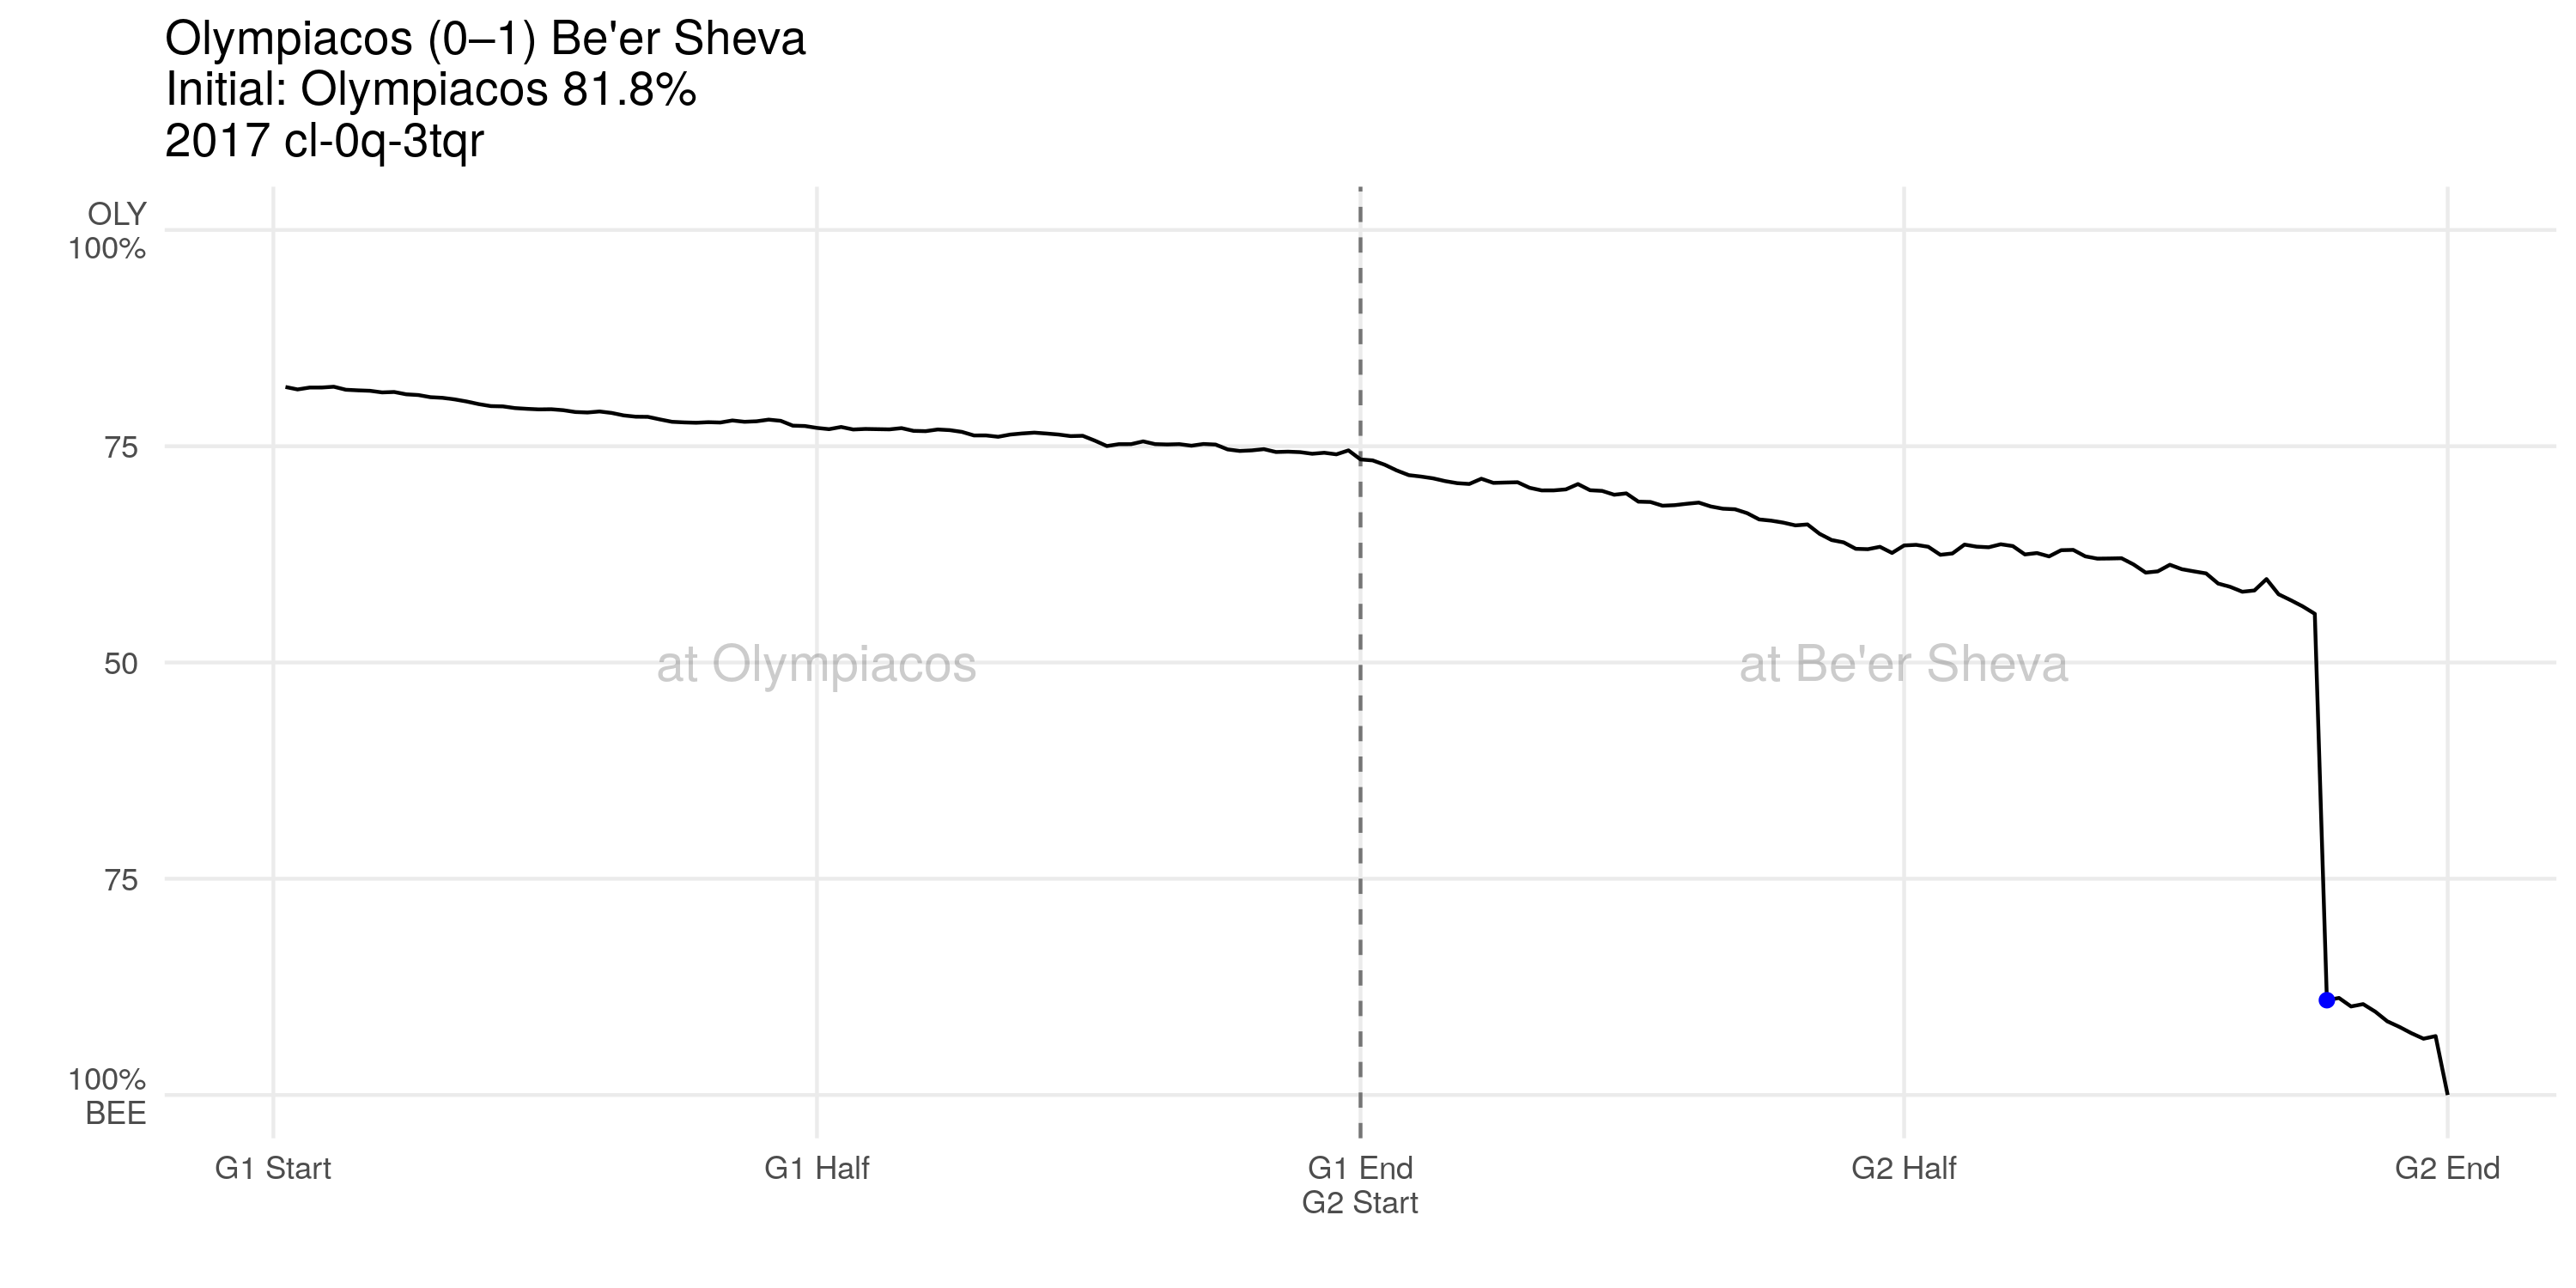 Olympiacos (0–1) Be'er Sheva
Initial: Olympiacos 81.8%
2017 cl-0q-3tqr
OLY
100%
75
50
75
100%
BEE
at Olympiacos
at Be'er Sheva
G1 Start
G1 Half
G1 End
G2 Start
G2 Half
G2 End